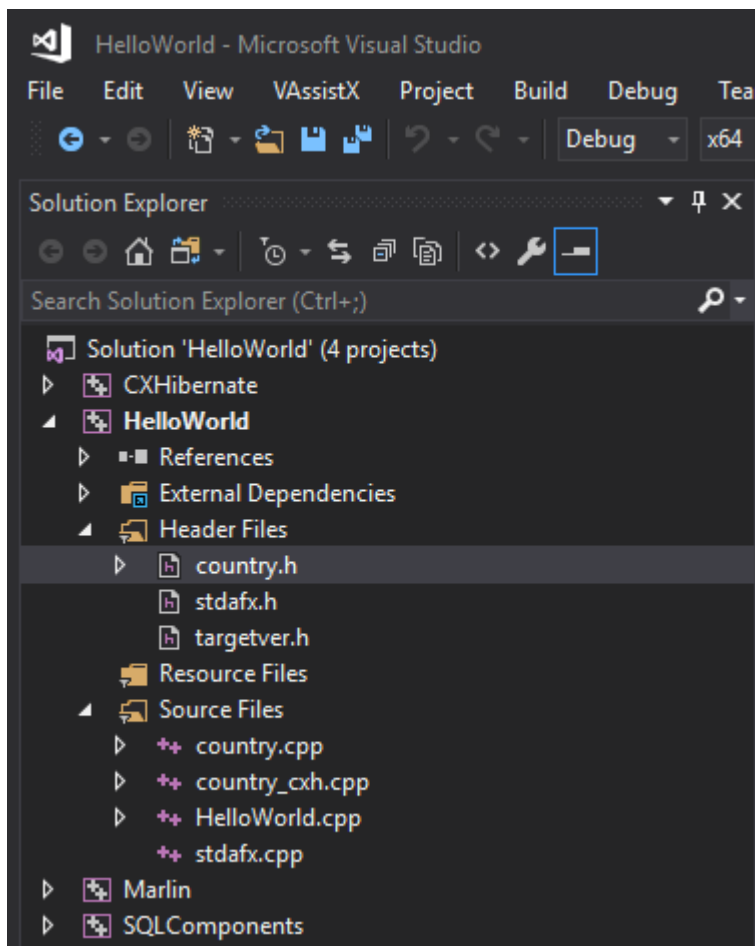 HelloWorld - Microsoft Visual Studio
File Edit View VAssistX Project Build Debug Tea
Debug x64
Solution Explorer
Search Solution Explorer (Ctrl+;)
Solution 'HelloWorld' (4 projects)
CXHibernate
HelloWorld
References
External Dependencies
Header Files
country.h
stdafx.h
targetver.h
Resource Files
Source Files
country.cpp
country_cxh.cpp
HelloWorld.cpp
stdafx.cpp
Marlin
SQLComponents